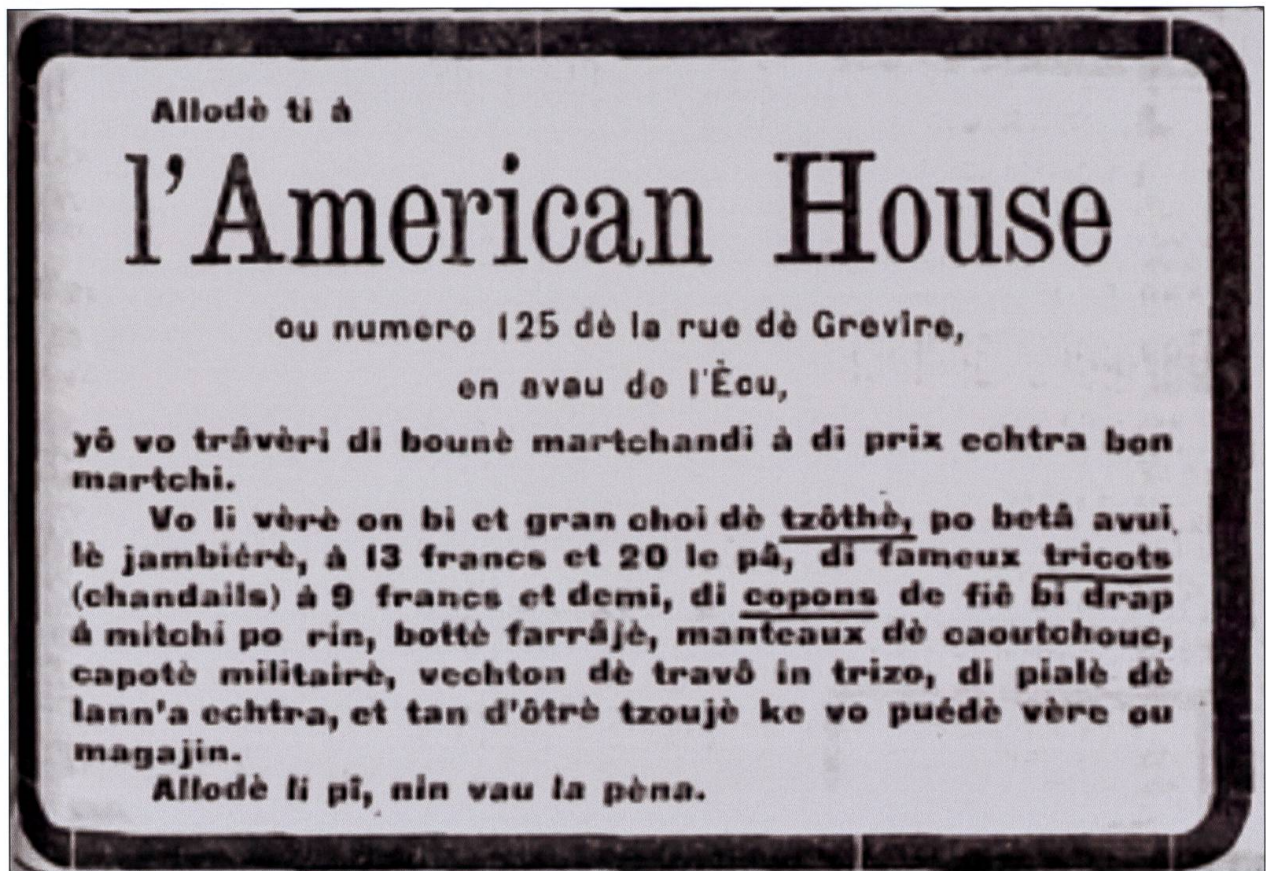 Allodè ti à
l'American House
ou numero 125 dè la rue dè Grevire,
en avau de l'Ècu,
yô vo trâvèri di bounè martchandi à di prix echtra bon
martchi.
Vo li vèrè on bi et gran choi dè tzôthè, po betâ avui
lè jambiérè, à 13 francs et 20 le pâ, di fameux tricots
(chandails) à 9 francs et demi, di copons de fiê bi drap
â mitchi po rin, bottè farrâjè, manteaux dè caoutchouc,
capotè militairè, vechton dè travô in trizo, di pialè dè
lann'a echtra, et tan d'ôtrè tzoujè ke vo puédè vère ou
magajin.
Allodè li pî, nin vau la pèna.